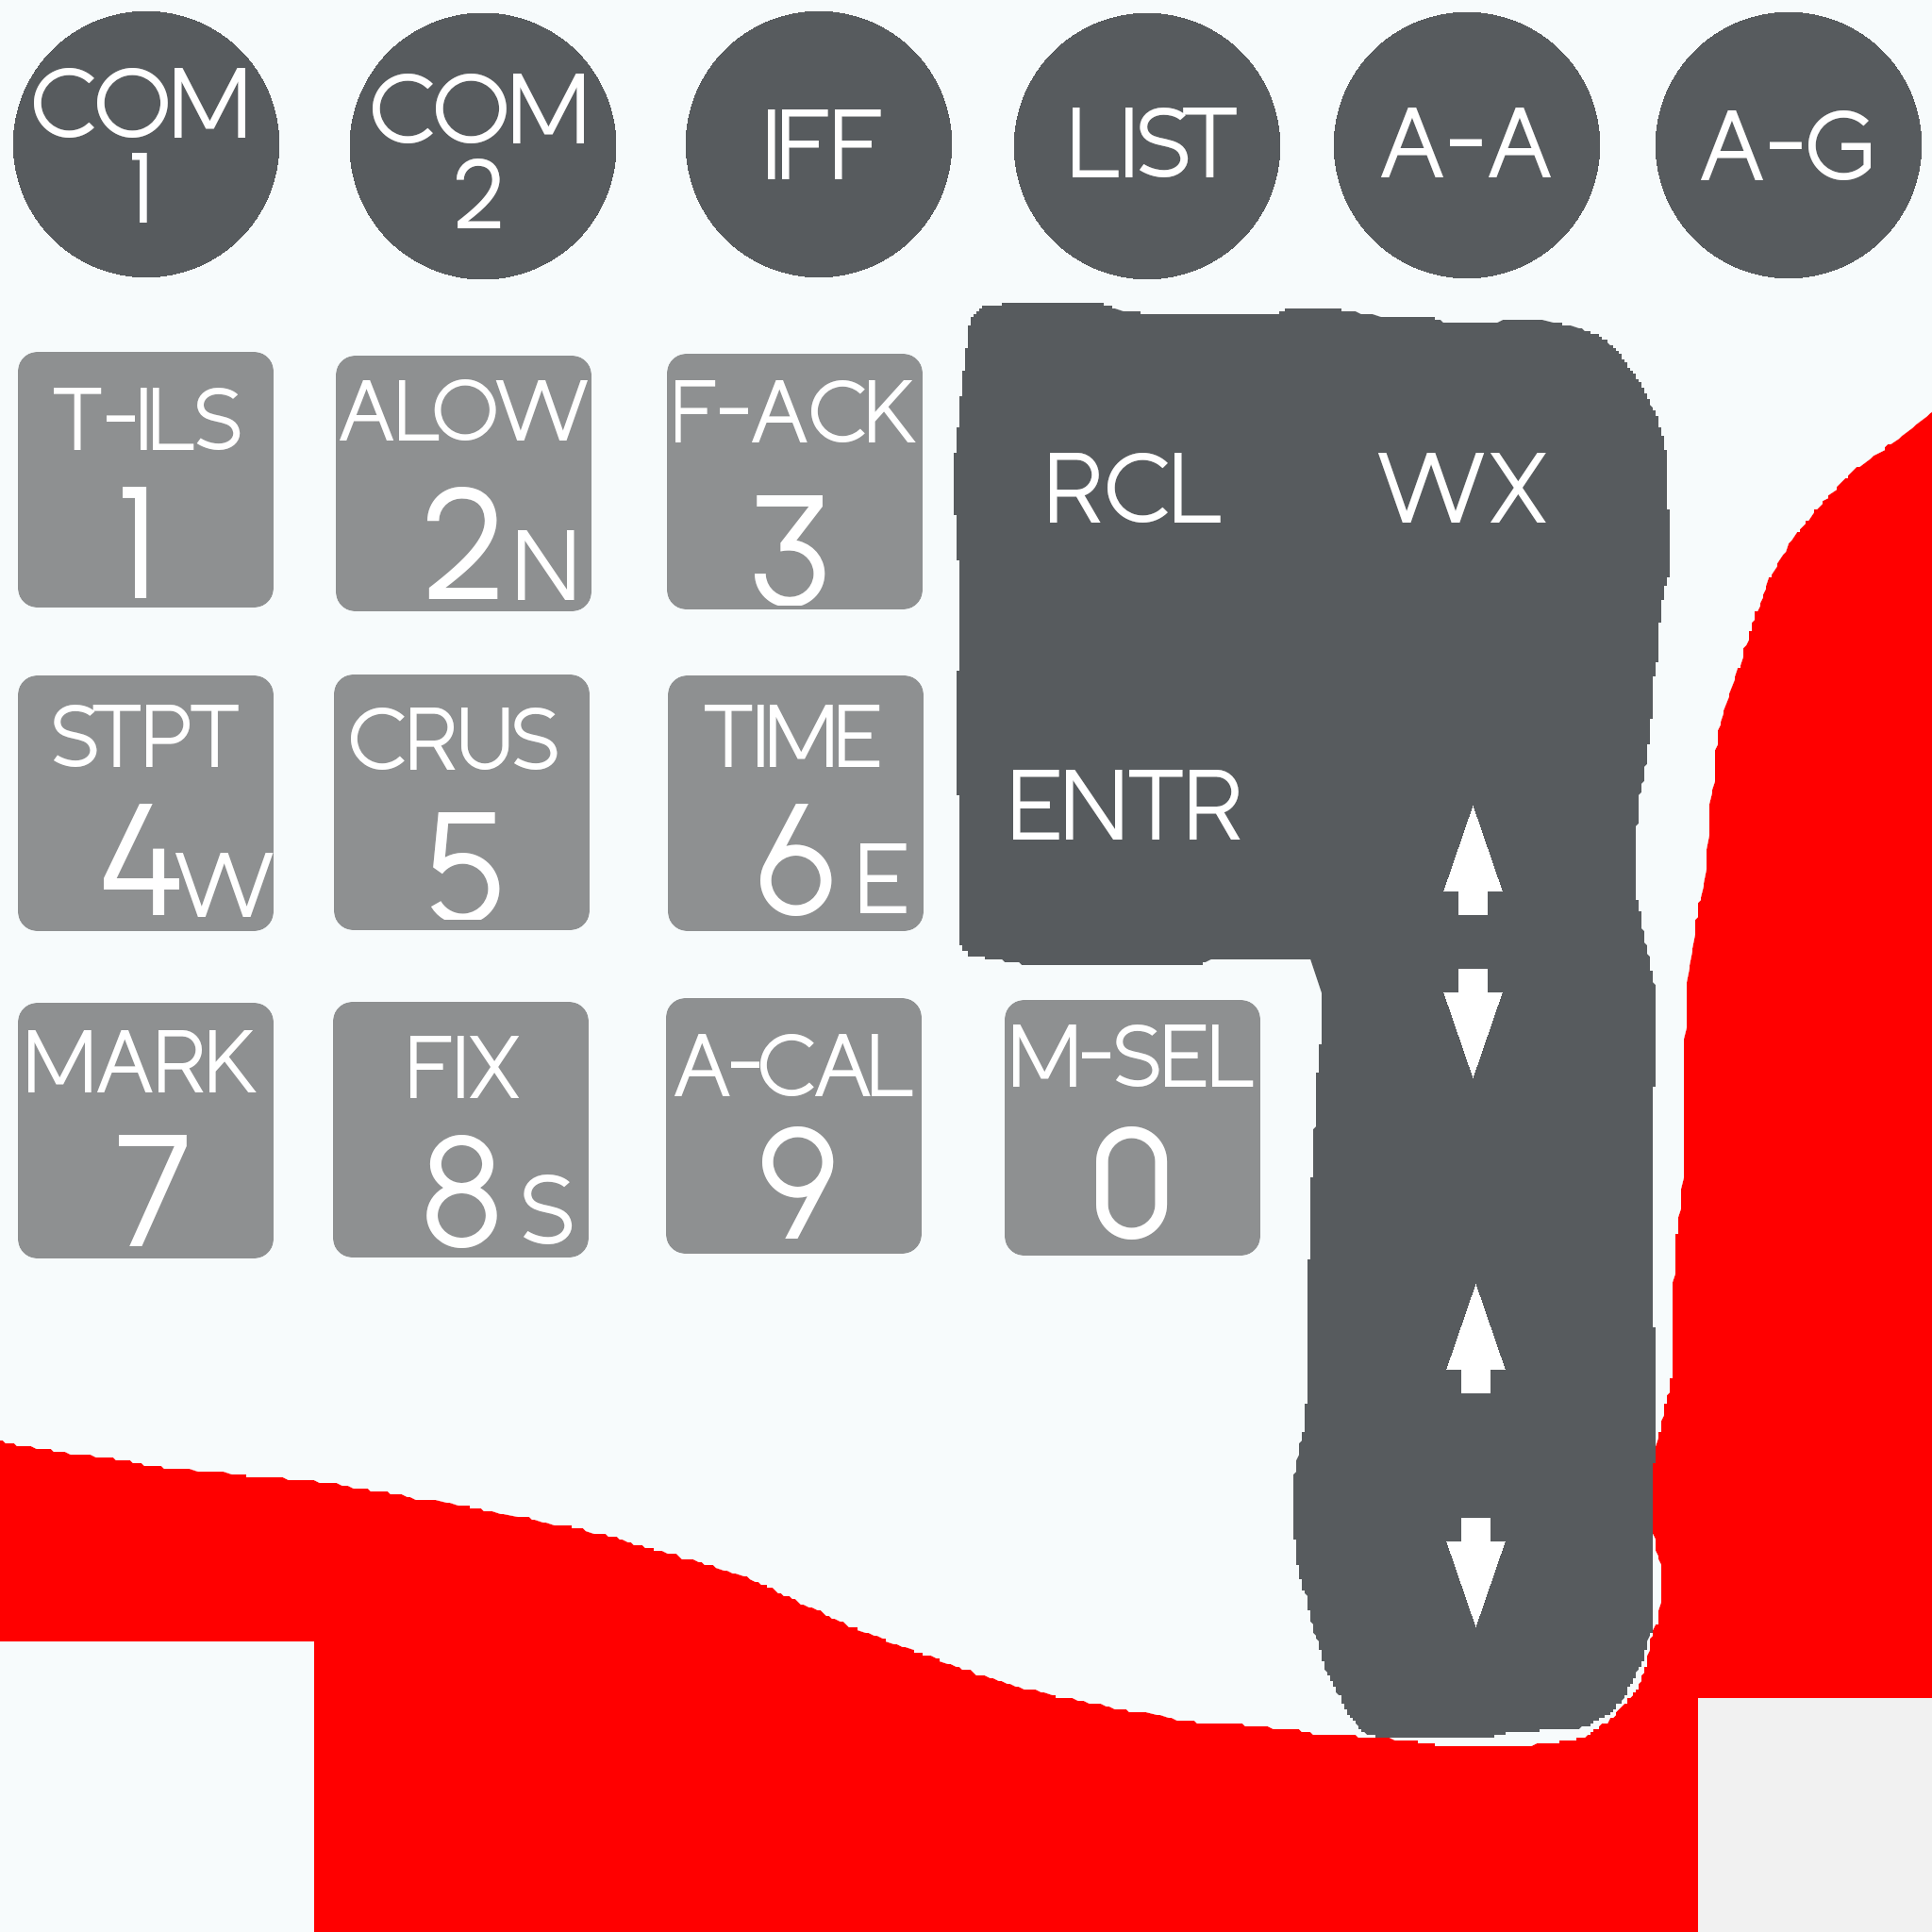 COM
1
COM
2
IFF
LIST
A-A
A-G
T-ILS
1
ALOW
2N
F-ACK
3
RCL
WX
STPT
4W
CRUS
5
TIME
6E
ENTR
MARK
7
FIX
8S
A-CAL
9
M-SEL
0